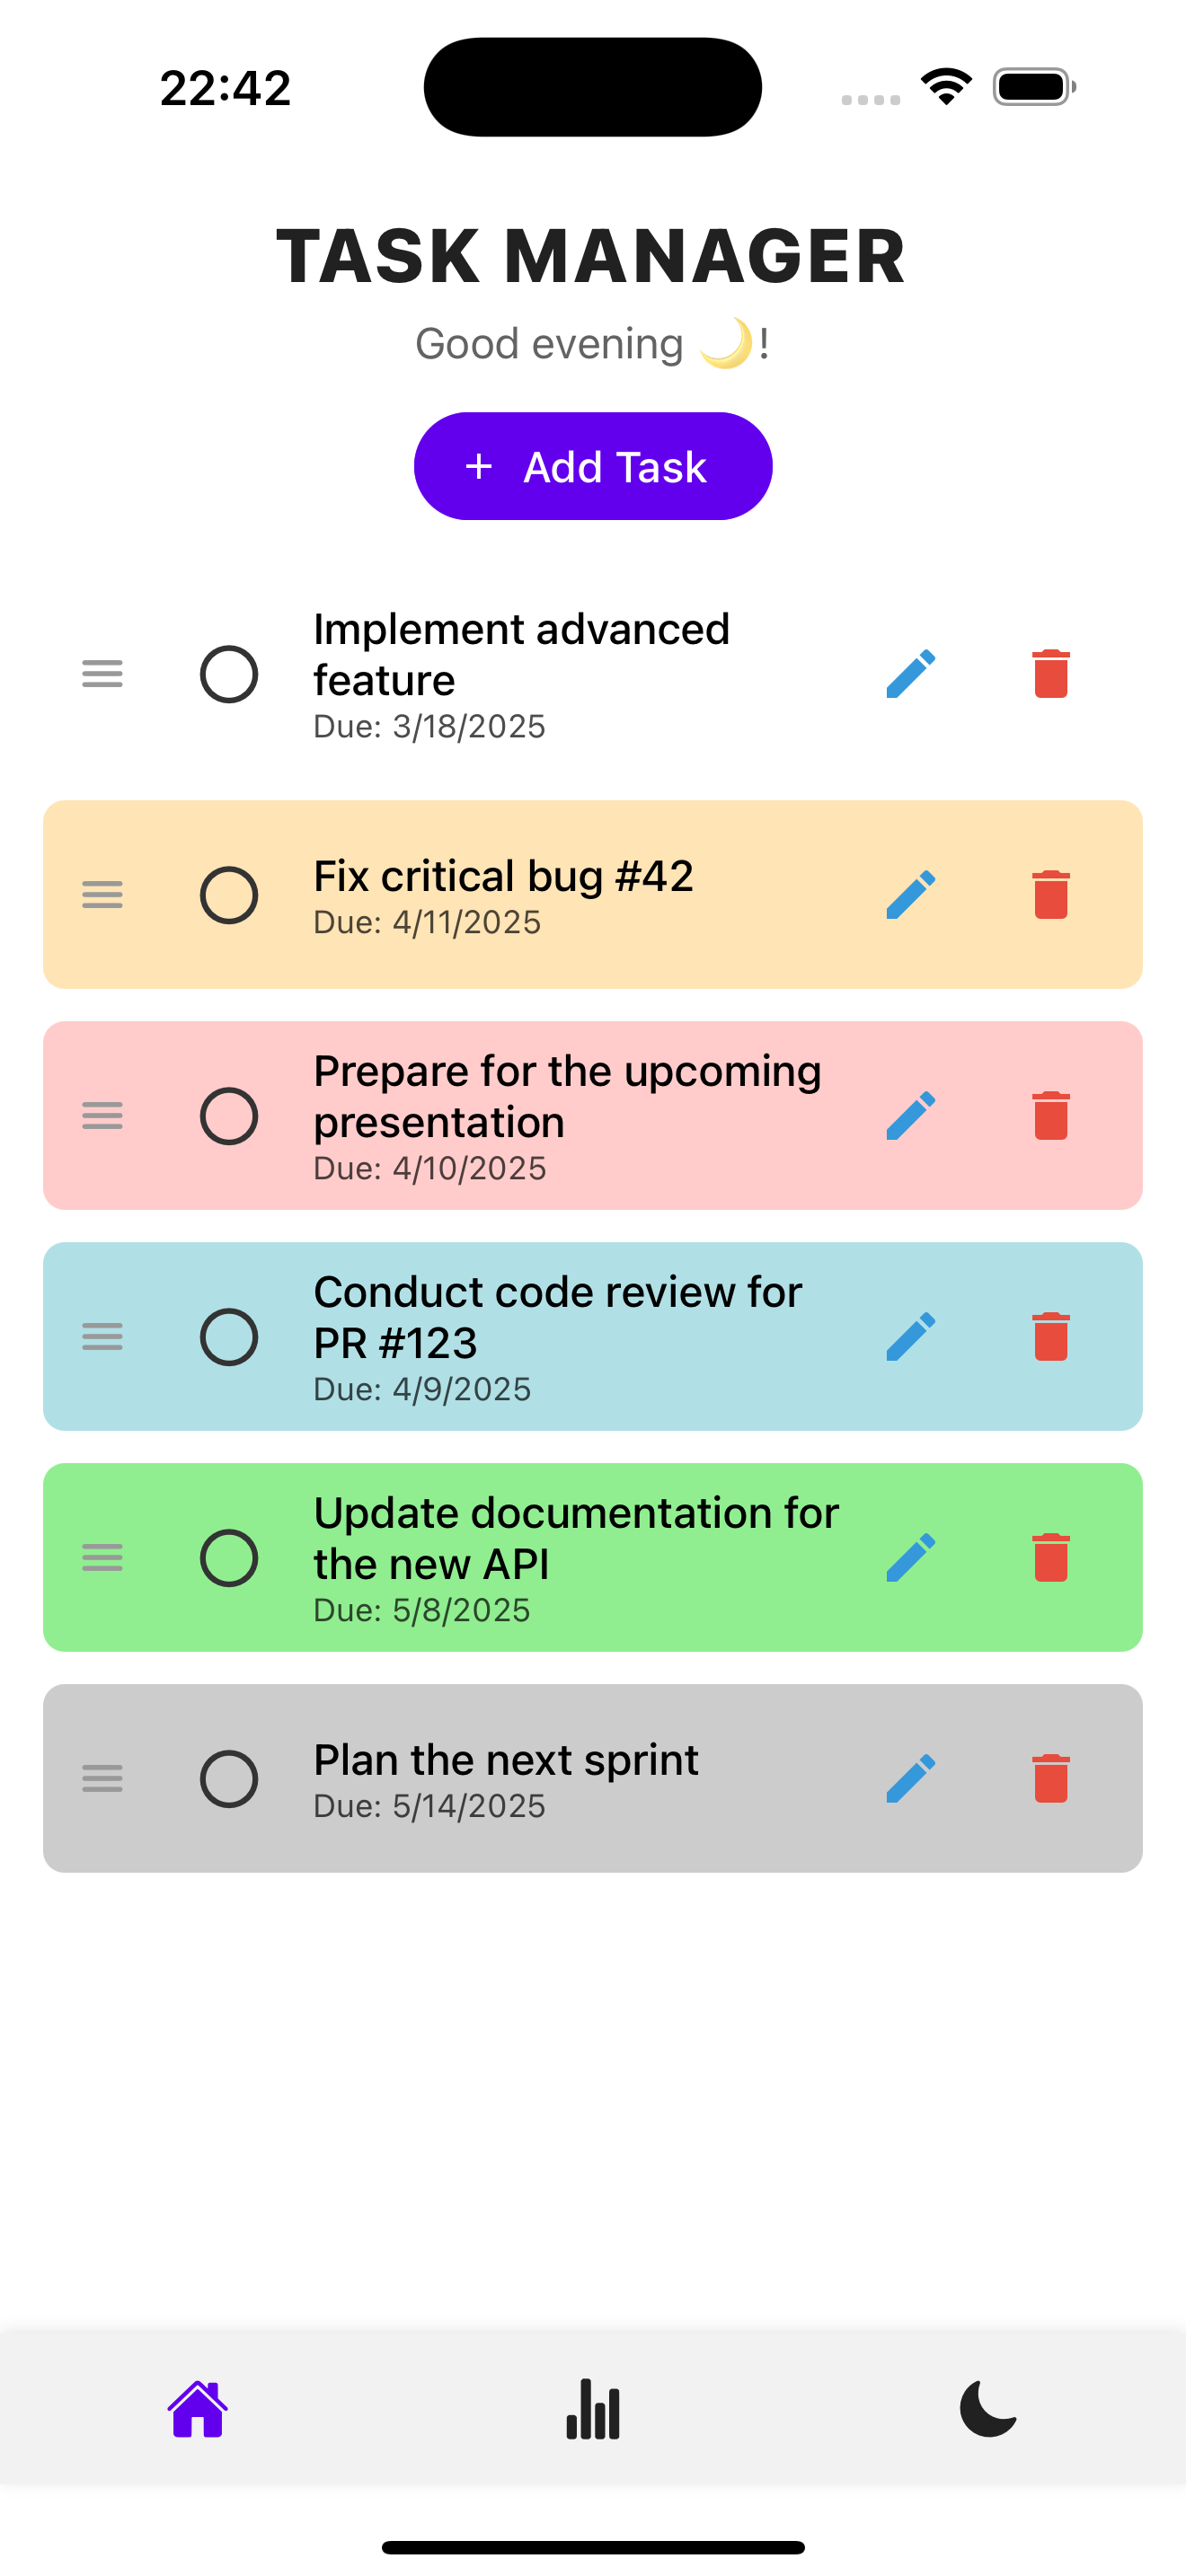 22:42
TASK MANAGER
Good evening 🌙!
+ Add Task
Implement advanced
feature
Due: 3/18/2025
Fix critical bug #42
Due: 4/11/2025
Prepare for the upcoming
presentation
Due: 4/10/2025
Conduct code review for
PR #123
Due: 4/9/2025
Update documentation for
the new API
Due: 5/8/2025
Plan the next sprint
Due: 5/14/2025